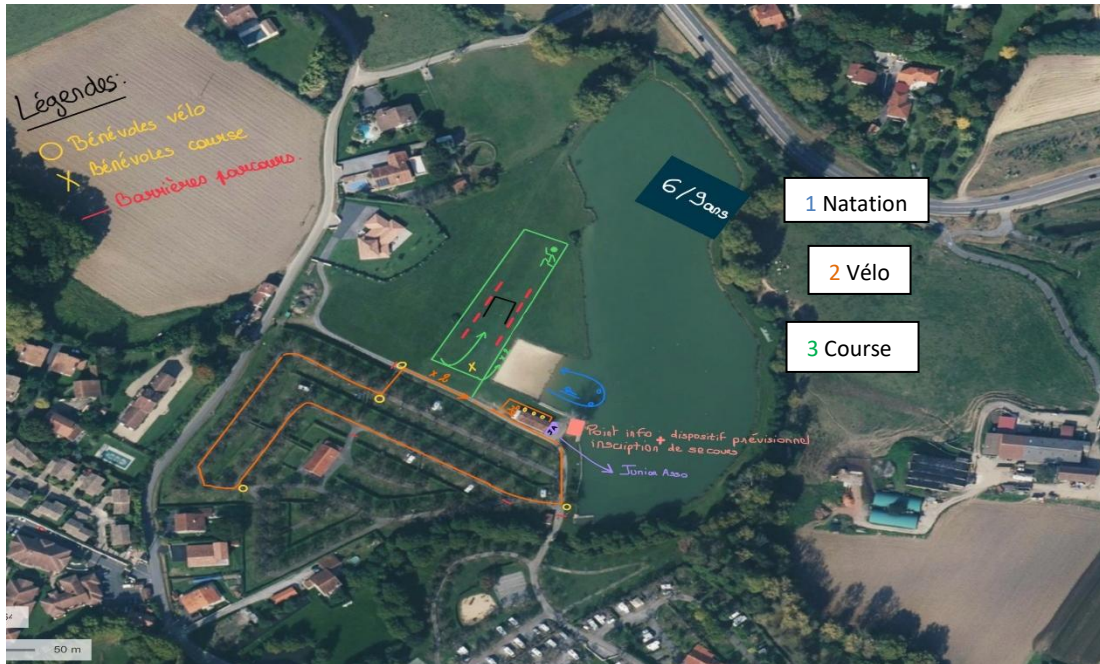 Légendes:
Bénévoles vélo
Bénévoles course
Barrières parcours.
6/9ans
1 Natation
2 Vélo
3 Course
x 2
Point info + dispositif prévisionnel
inscription de secours
Junior Asso
50 m